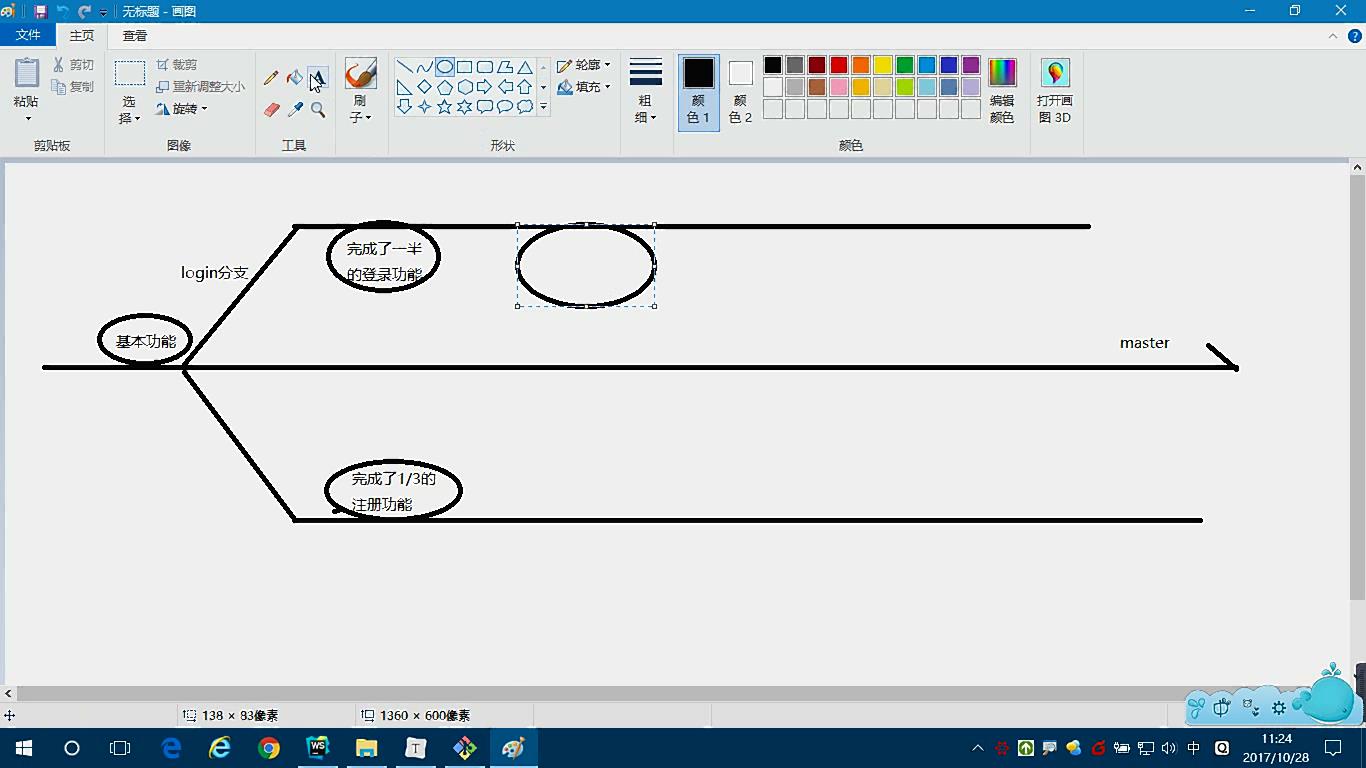 无标题 - 画图
文件
主页
查看
粘贴
剪切
复制
剪贴板
选
择
裁剪
重新调整大小
旋转
图像
A
工具
刷
子
轮廓
填充
形状
粗
细
颜
色 1
颜
色 2
颜色
编辑
颜色
打开画
图 3D
完成了一半
的登录功能
login分支
基本功能
master
完成了1/3的
注册功能
138 × 83像素
1360 × 600像素
中
WS
T
中
11:24
2017/10/28